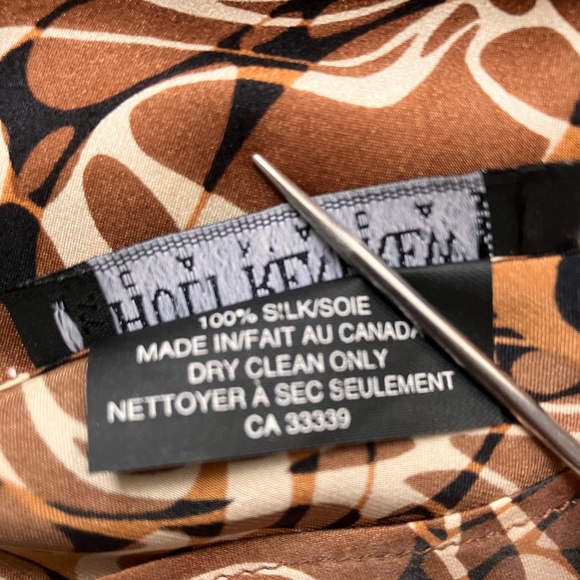 100% SILK/SOIE
MADE IN/FAIT AU CANADA
DRY CLEAN ONLY
NETTOYER À SEC SEULEMENT
CA 33339